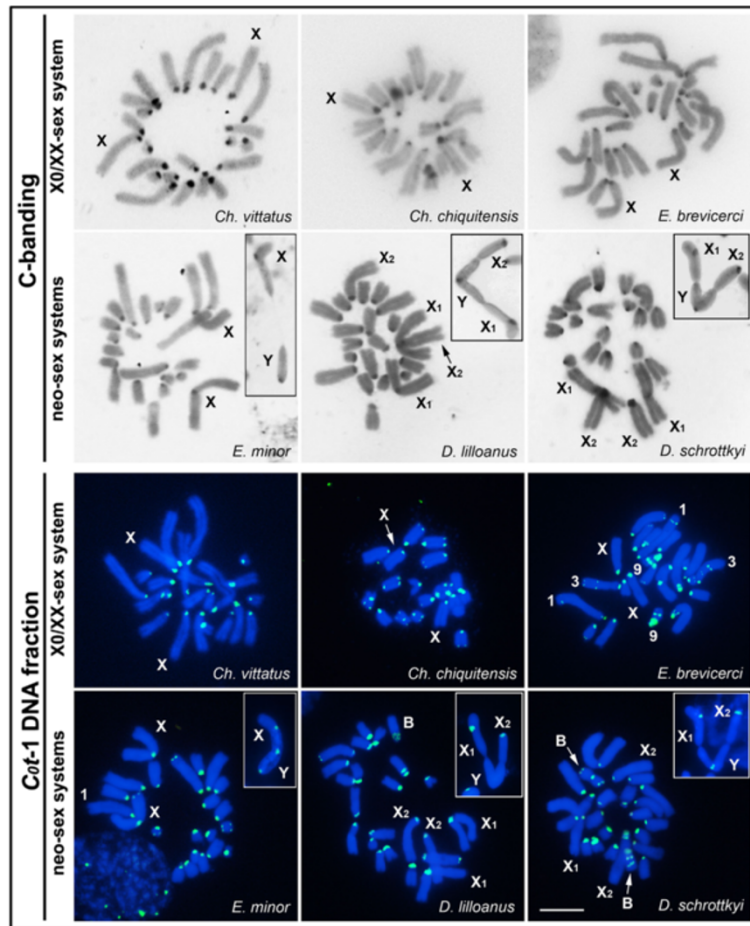 C-banding
X0/XX-sex system
X
X
Ch. vittatus
X
X
Ch. chiquitensis
X
X
E. brevicerci
neo-sex systems
X
Y
X
X
E. minor
X2
X2
Y
X1
X1
X2
X1
D. lilloanus
X1
X2
Y
X1
X2
X2
X1
D. schrottkyi
Cot-1 DNA fraction
X0/XX-sex system
X
X
Ch. vittatus
X
X
Ch. chiquitensis
1
X
9
3
3
1
X
9
E. brevicerci
neo-sex systems
X
X
Y
1
X
E. minor
B
X2
X1
Y
X2
X2
X1
X1
D. lilloanus
X1
X2
Y
B
X2
X1
X2
B
D. schrottkyi